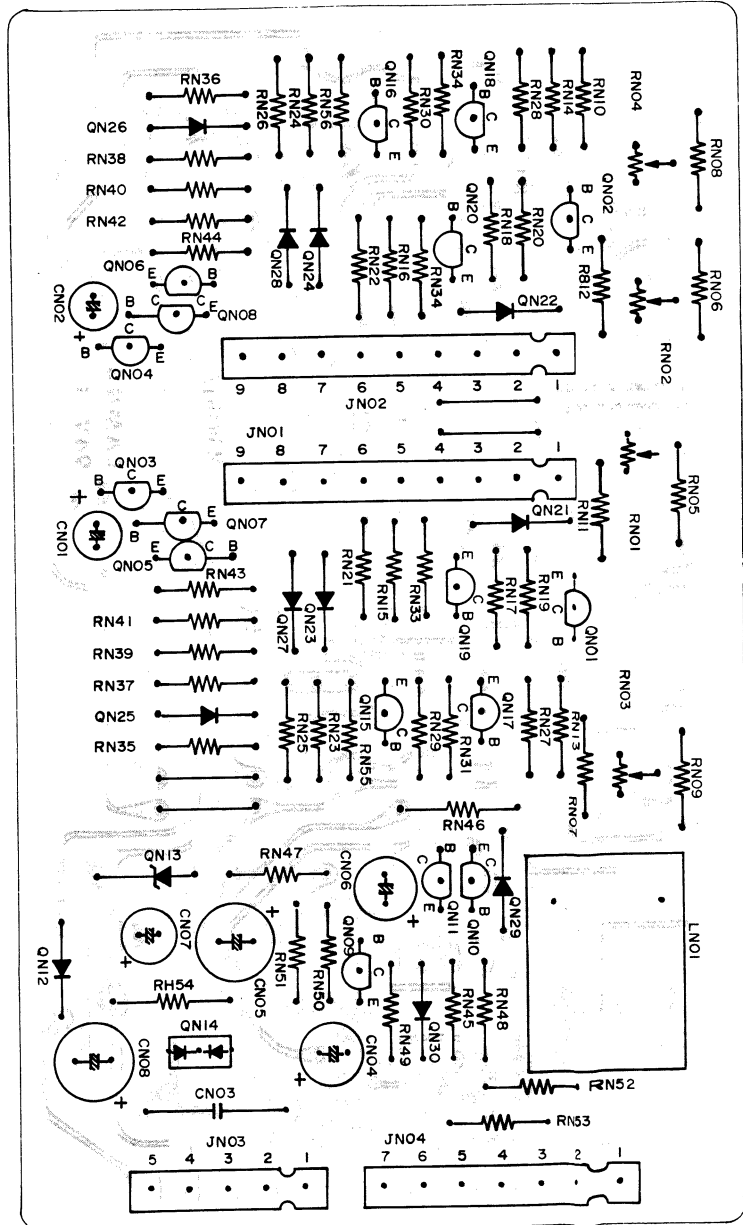 RN36
QN26
RN38
RN40
RN42
RN44
QN06
E B
C
CN02
+
B C C E
QN08
B C E
QN04
RN26
RN24
RN56
QN16
B
C
E
RN30
RN34
QN18
B
C
E
RN28
RN14
RN10
RN04
RN08
QN28
QN24
RN22
RN16
RN34
QN20
B
C
E
RN18
RN20
QN02
B
C
E
R812
RN06
QN22
RN02
9 8 7 6 5 4 3 2 1
JN02
JN01
9 8 7 6 5 4 3 2 1
QN03
B C E
+
CN01
B C E
QN07
E C B
QN05
RN43
RN41
RN39
RN37
QN25
RN35
QN21
RN11
RN01
RN05
RN21
RN15
RN33
E
C
B
QN19
RN17
RN19
E
C
B
QN01
QN27
QN23
RN03
RN25
RN23
RN55
QN15
E
C
B
RN29
RN31
E
C
B
QN17
RN27
RN13
RN07
RN09
RN46
QN13
RN47
CN06
+
B
C
E
QN11
E
C
B
QN10
QN29
LN01
QN12
CN07
+
CN05
+
RN51
RN50
QN09
B
C
E
RH54
QN14
CN08
+
CN04
+
RN49
QN30
RN45
RN48
RN52
CN03
RN53
JN03
5 4 3 2 1
JN04
7 6 5 4 3 2 1